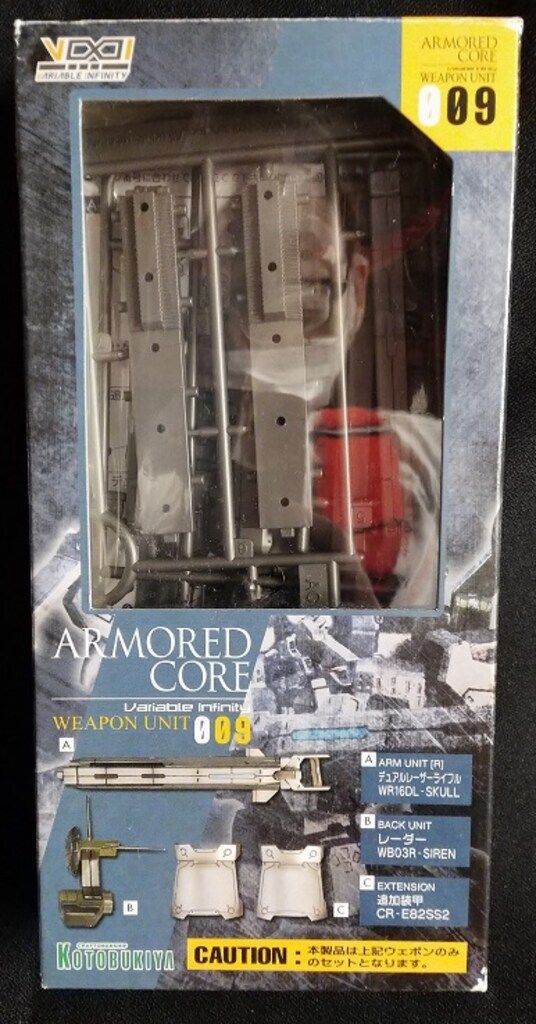 VI
VARIABLE INFINITY
ARMORED
CORE
WEAPON UNIT
009
A
ARMORED
CORE
Variable Infinity
WEAPON UNIT 009
A
A ARM UNIT [R]
デュアルレーザーライフル
WR16DL-SKULL
B BACK UNIT
レーダー
WB03R-SIREN
B
C
C EXTENSION
追加装甲
CR-E82SS2
KOTOBUKIYA
CAUTION : 本製品は上記ウェポンのみ
のセットとなります。